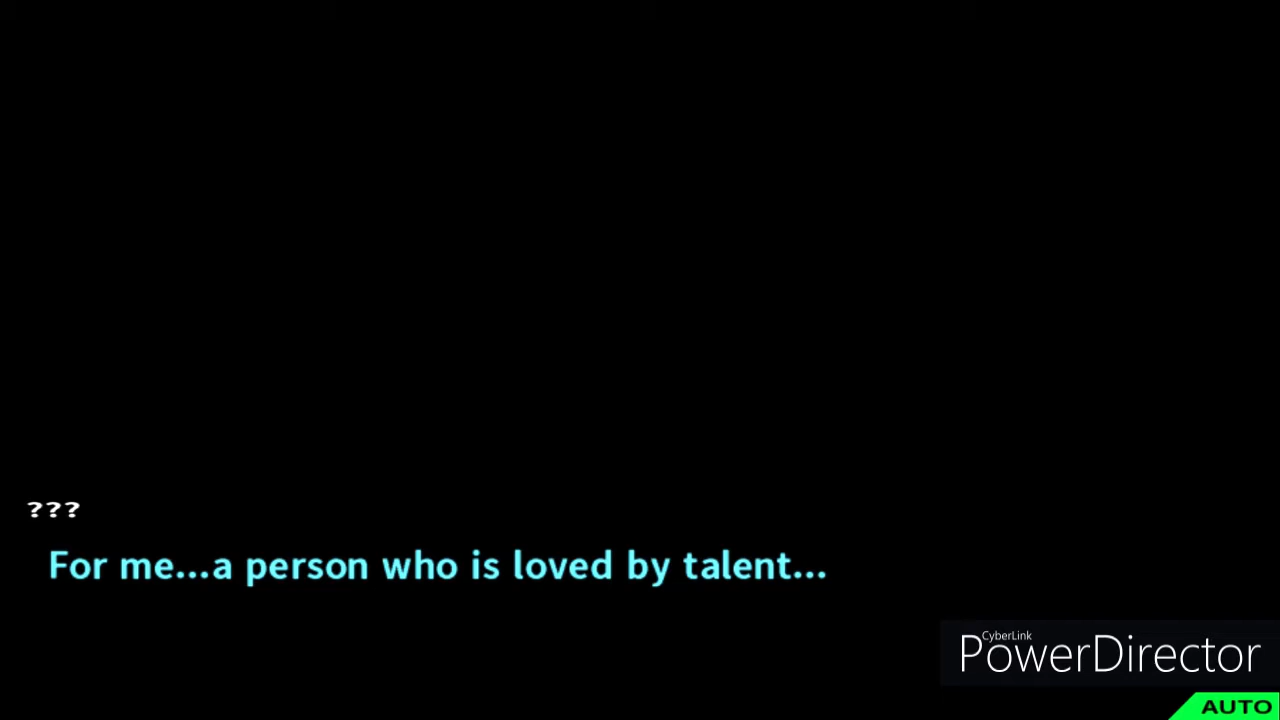 ???
For me...a person who is loved by talent...
CyberLink
PowerDirector
AUTO